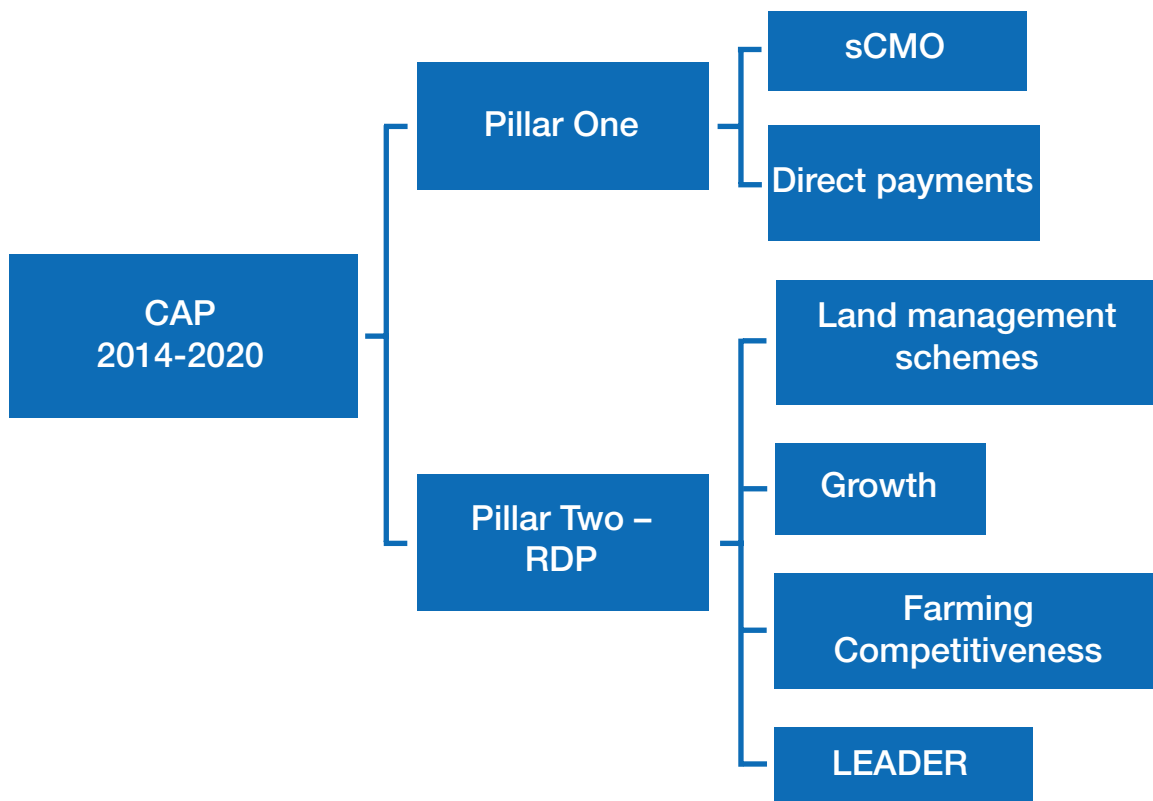 CAP
2014-2020
Pillar One
sCMO
Direct payments
Pillar Two –
RDP
Land management
schemes
Growth
Farming
Competitiveness
LEADER